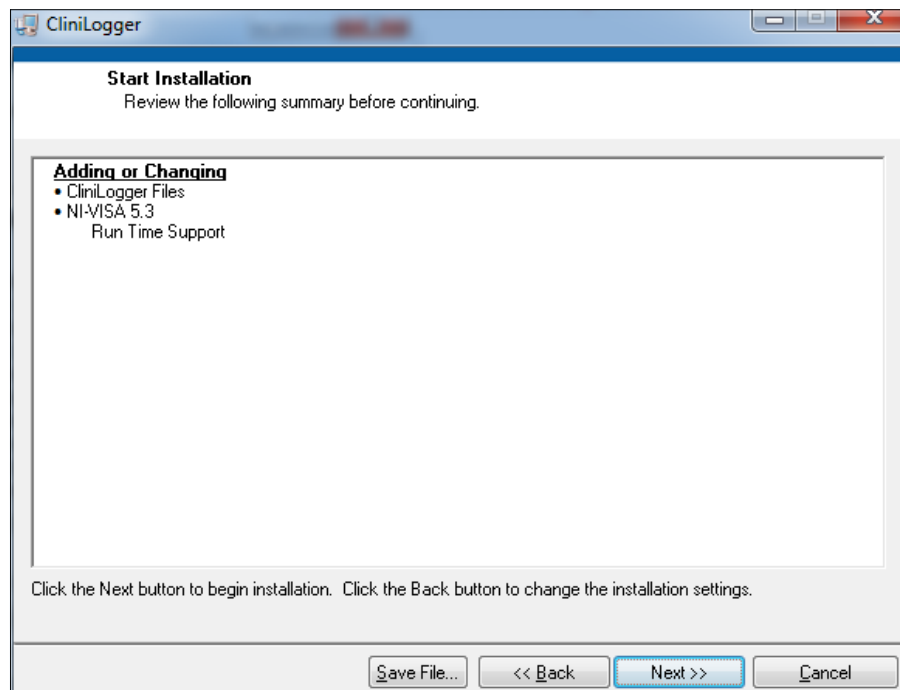 CliniLogger
Start Installation
Review the following summary before continuing.
Adding or Changing
• CliniLogger Files
• NI-VISA 5.3
Run Time Support
Click the Next button to begin installation. Click the Back button to change the installation settings.
Save File... << Back Next >> Cancel